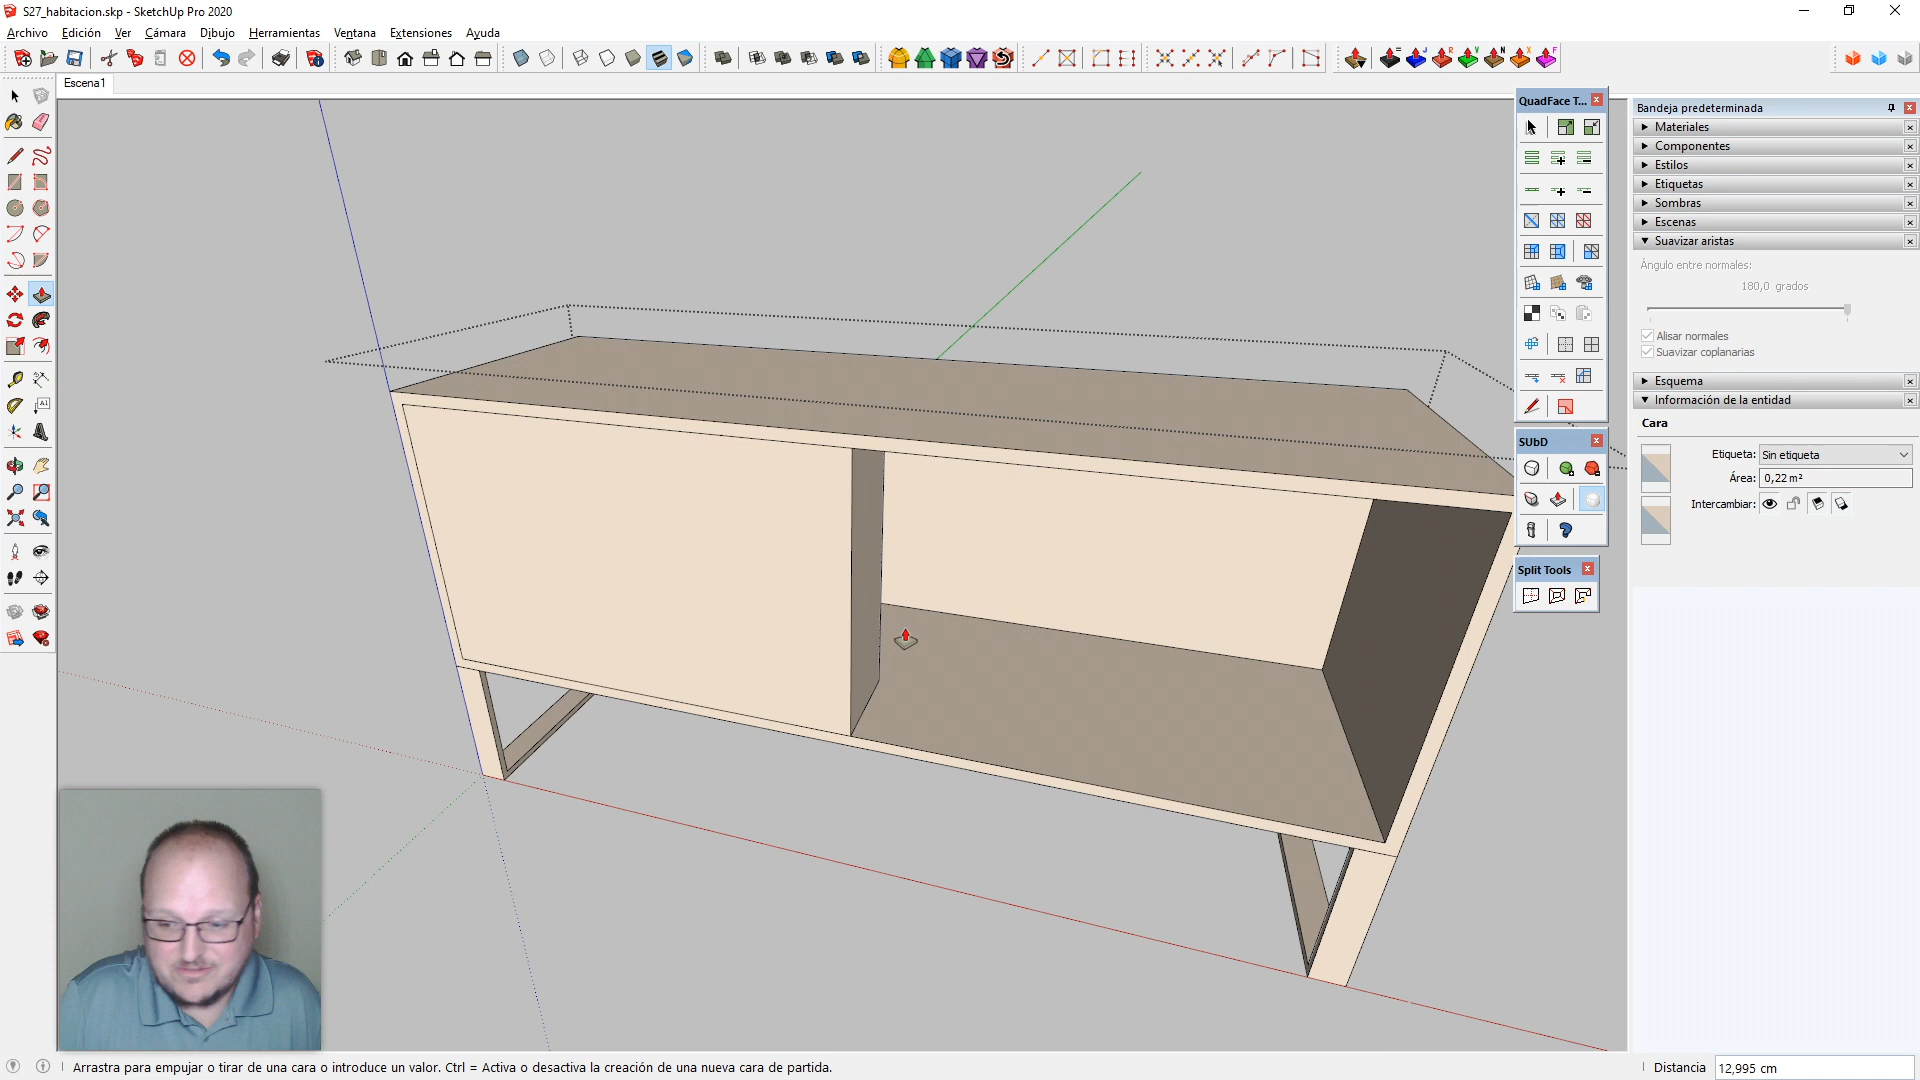 S27_habitacion.skp - SketchUp Pro 2020
Archivo Edición Ver Cámara Dibujo Herramientas Ventana Extensiones Ayuda
Escena1
QuadFace T...
SUbD
Split Tools
Bandeja predeterminada
Materiales
Componentes
Estilos
Etiquetas
Sombras
Escenas
Suavizar aristas
Ángulo entre normales:
180,0 grados
Alisar normales
Suavizar coplanarias
Esquema
Información de la entidad
Cara
Etiqueta: Sin etiqueta
Área: 0,22 m²
Intercambiar:
Arrastra para empujar o tirar de una cara o introduce un valor. Ctrl = Activa o desactiva la creación de una nueva cara de partida.
Distancia 12,995 cm